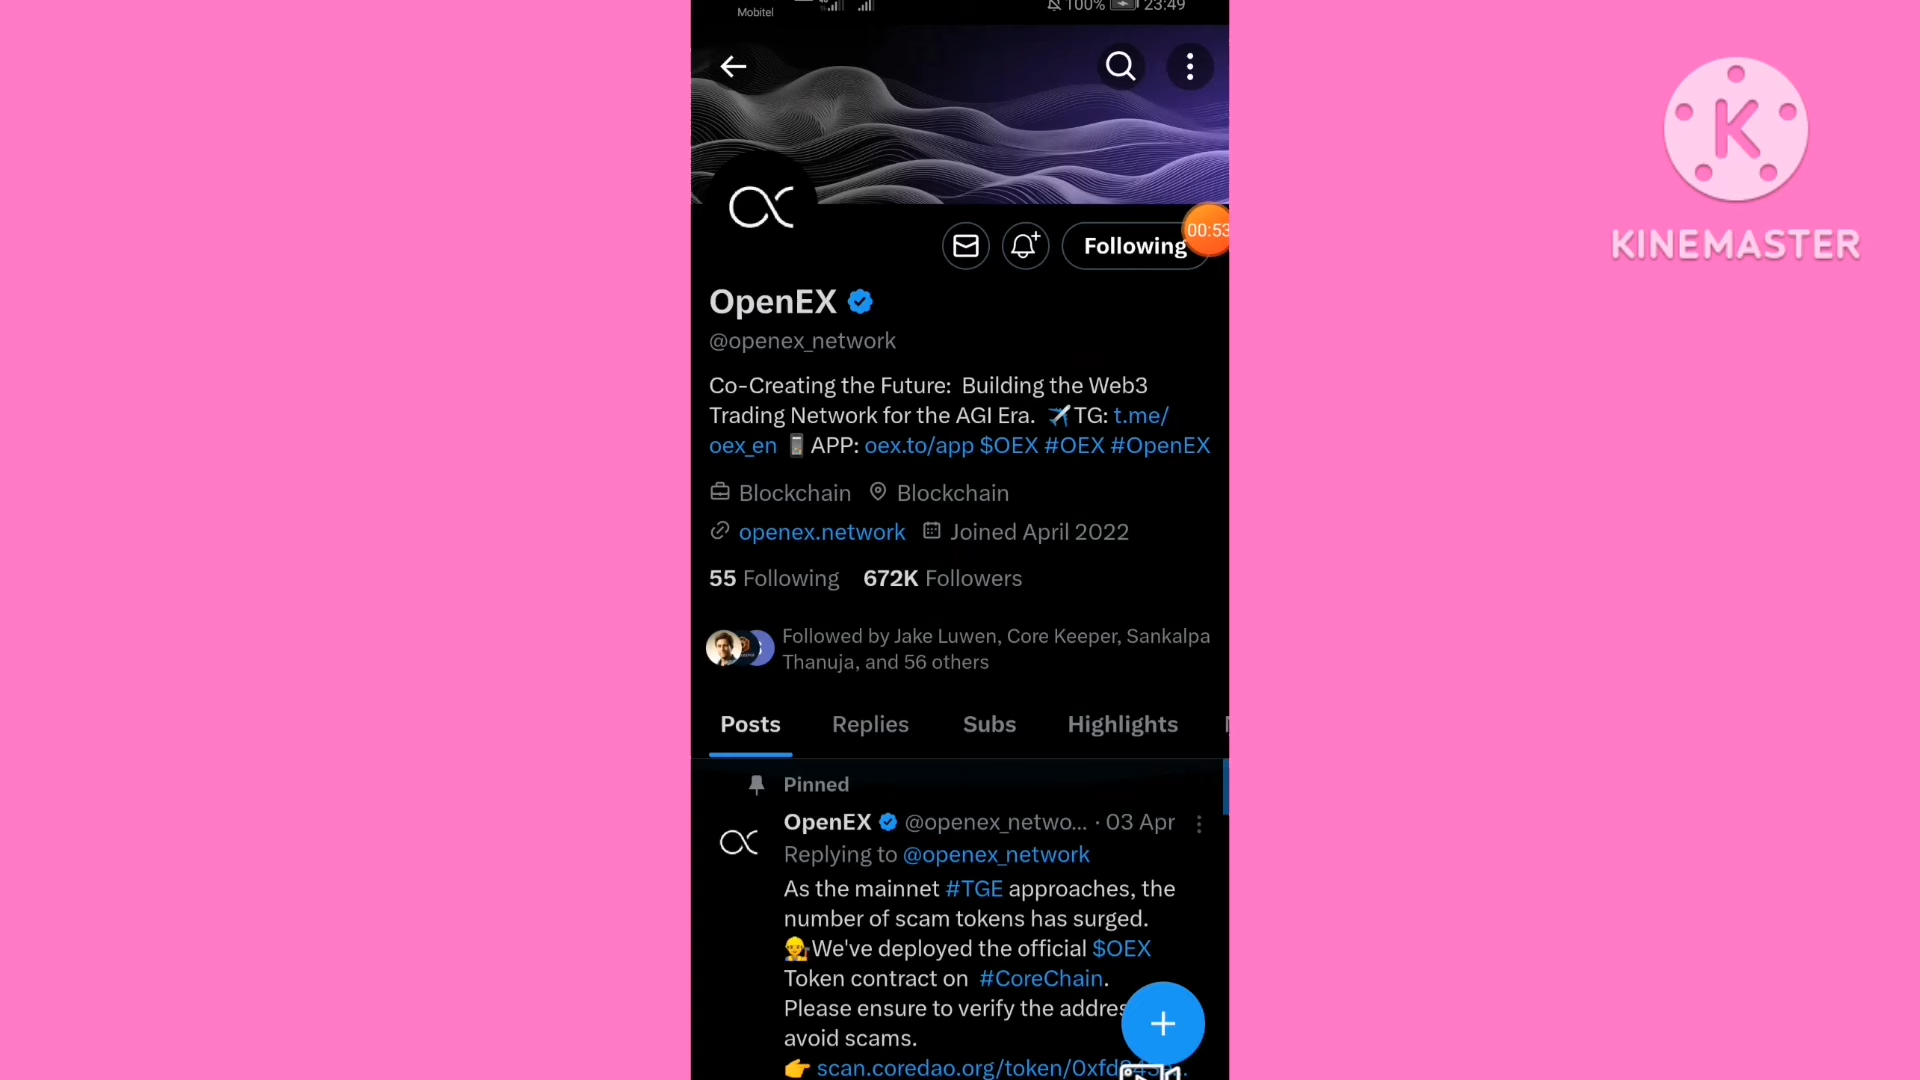 Mobitel
100%
23:49
Following
00:53
OpenEX
@openex_network
Co-Creating the Future: Building the Web3
Trading Network for the AGI Era. ✈️TG: t.me/
oex_en 📱APP: oex.to/app $OEX #OEX #OpenEX
Blockchain Blockchain
openex.network Joined April 2022
55 Following 672K Followers
Followed by Jake Luwen, Core Keeper, Sankalpa
Thanuja, and 56 others
Posts Replies Subs Highlights
Pinned
OpenEX @openex_netwo... · 03 Apr
Replying to @openex_network
As the mainnet #TGE approaches, the
number of scam tokens has surged.
👷We've deployed the official $OEX
Token contract on #CoreChain.
Please ensure to verify the
avoid scams.
👉 scan.coredao.org/token/
K
KINEMASTER